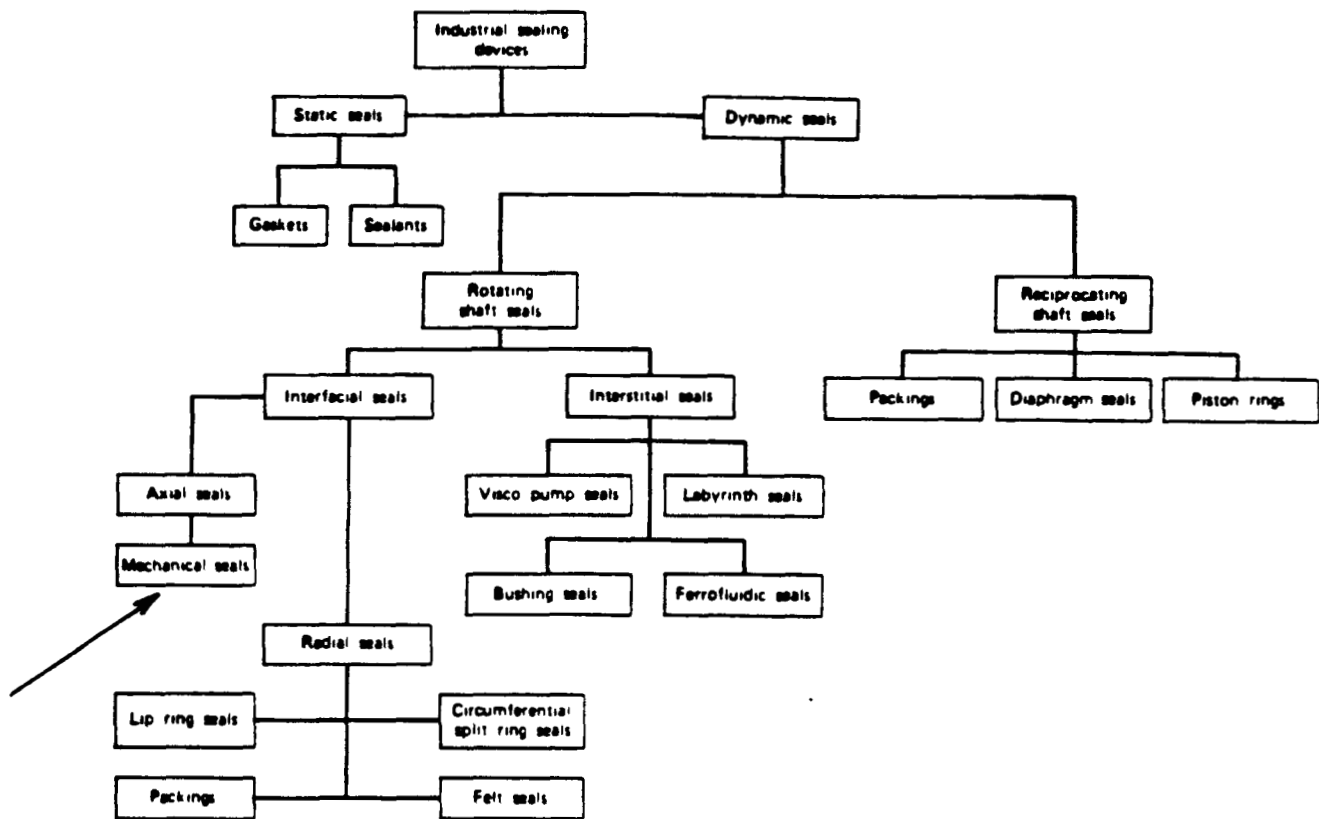 Industrial sealing
devices
Static seals
Dynamic seals
Gaskets
Sealants
Rotating
shaft seals
Reciprocating
shaft seals
Interfacial seals
Interstitial seals
Packings
Diaphragm seals
Piston rings
Axial seals
Visco pump seals
Labyrinth seals
Mechanical seals
Bushing seals
Ferrofluidic seals
Radial seals
Lip ring seals
Circumferential
split ring seals
Packings
Felt seals